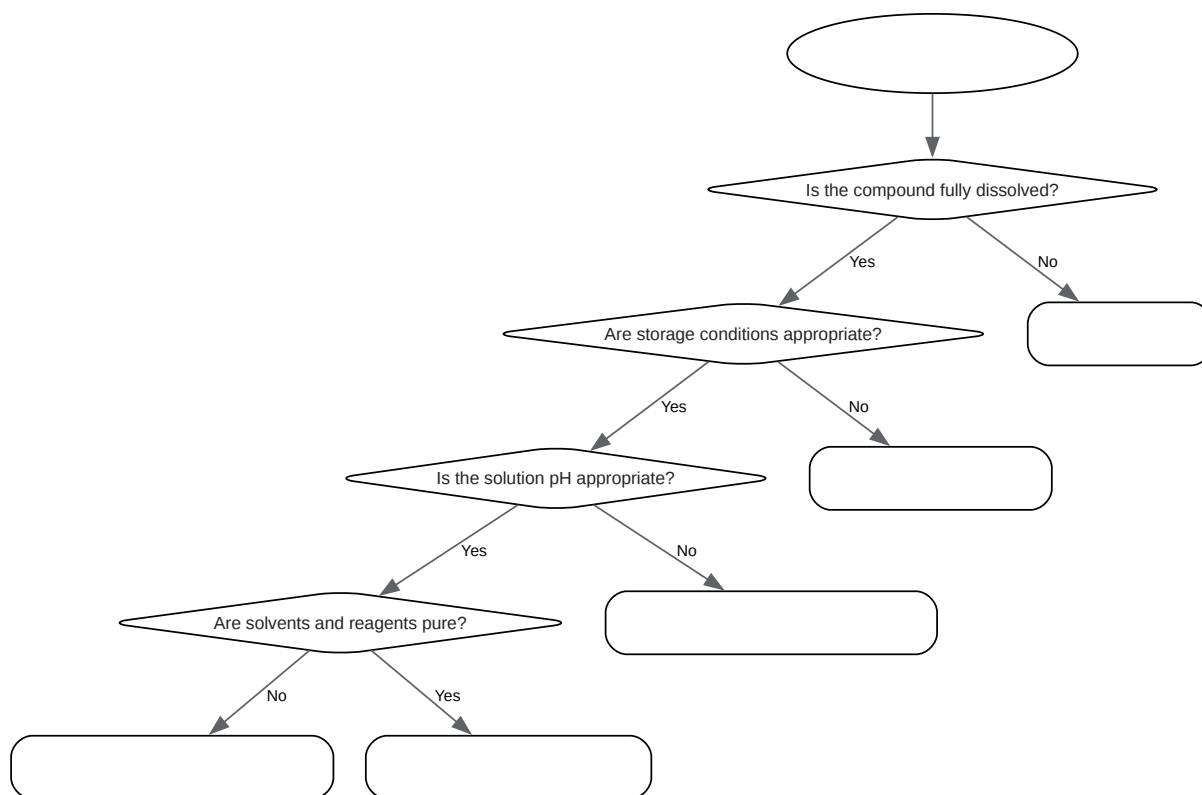 Is the compound fully dissolved?
Yes
No
Are storage conditions appropriate?
Yes
No
Is the solution pH appropriate?
Yes
No
Are solvents and reagents pure?
No
Yes